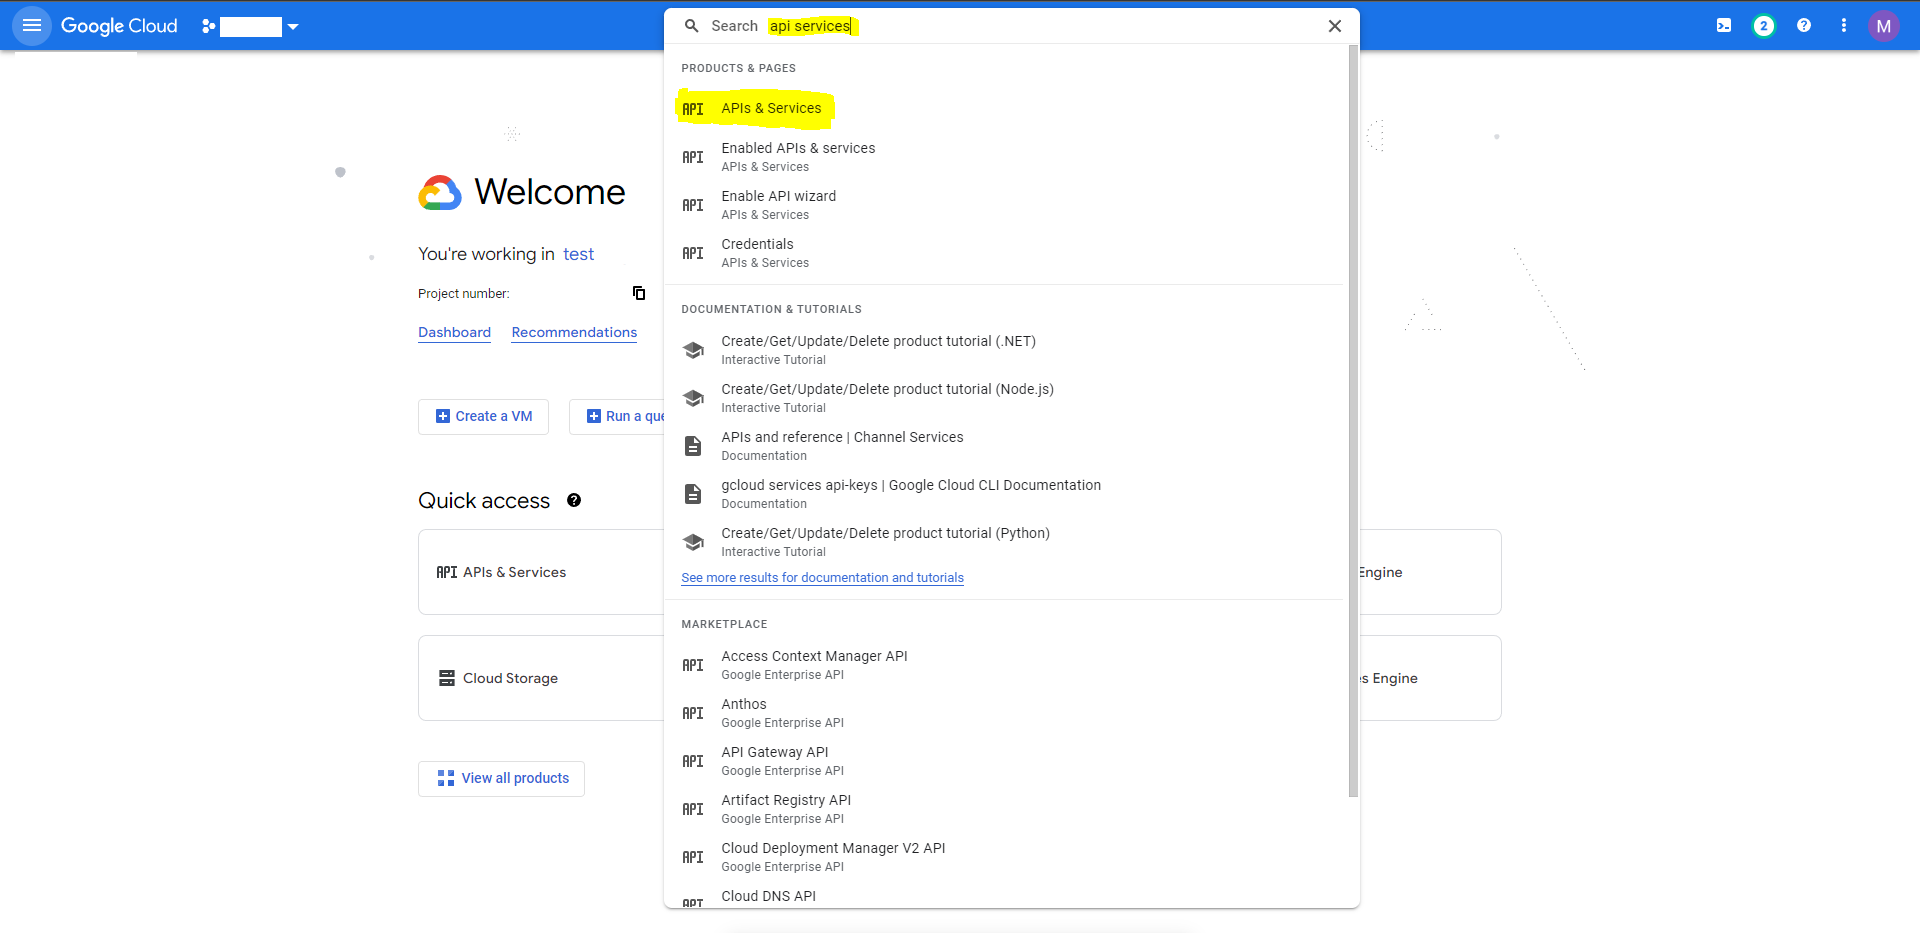 Google Cloud
Search api services
2
M
PRODUCTS & PAGES
API APIs & Services
API Enabled APIs & services
APIs & Services
API Enable API wizard
APIs & Services
API Credentials
APIs & Services
DOCUMENTATION & TUTORIALS
Create/Get/Update/Delete product tutorial (.NET)
Interactive Tutorial
Create/Get/Update/Delete product tutorial (Node.js)
Interactive Tutorial
APIs and reference | Channel Services
Documentation
gcloud services api-keys | Google Cloud CLI Documentation
Documentation
Create/Get/Update/Delete product tutorial (Python)
Interactive Tutorial
See more results for documentation and tutorials
MARKETPLACE
API Access Context Manager API
Google Enterprise API
API Anthos
Google Enterprise API
API API Gateway API
Google Enterprise API
API Artifact Registry API
Google Enterprise API
API Cloud Deployment Manager V2 API
Google Enterprise API
API Cloud DNS API
Welcome
You're working in test
Project number:
Dashboard Recommendations
Create a VM
Run a que
Quick access
API APIs & Services
Engine
Cloud Storage
s Engine
View all products